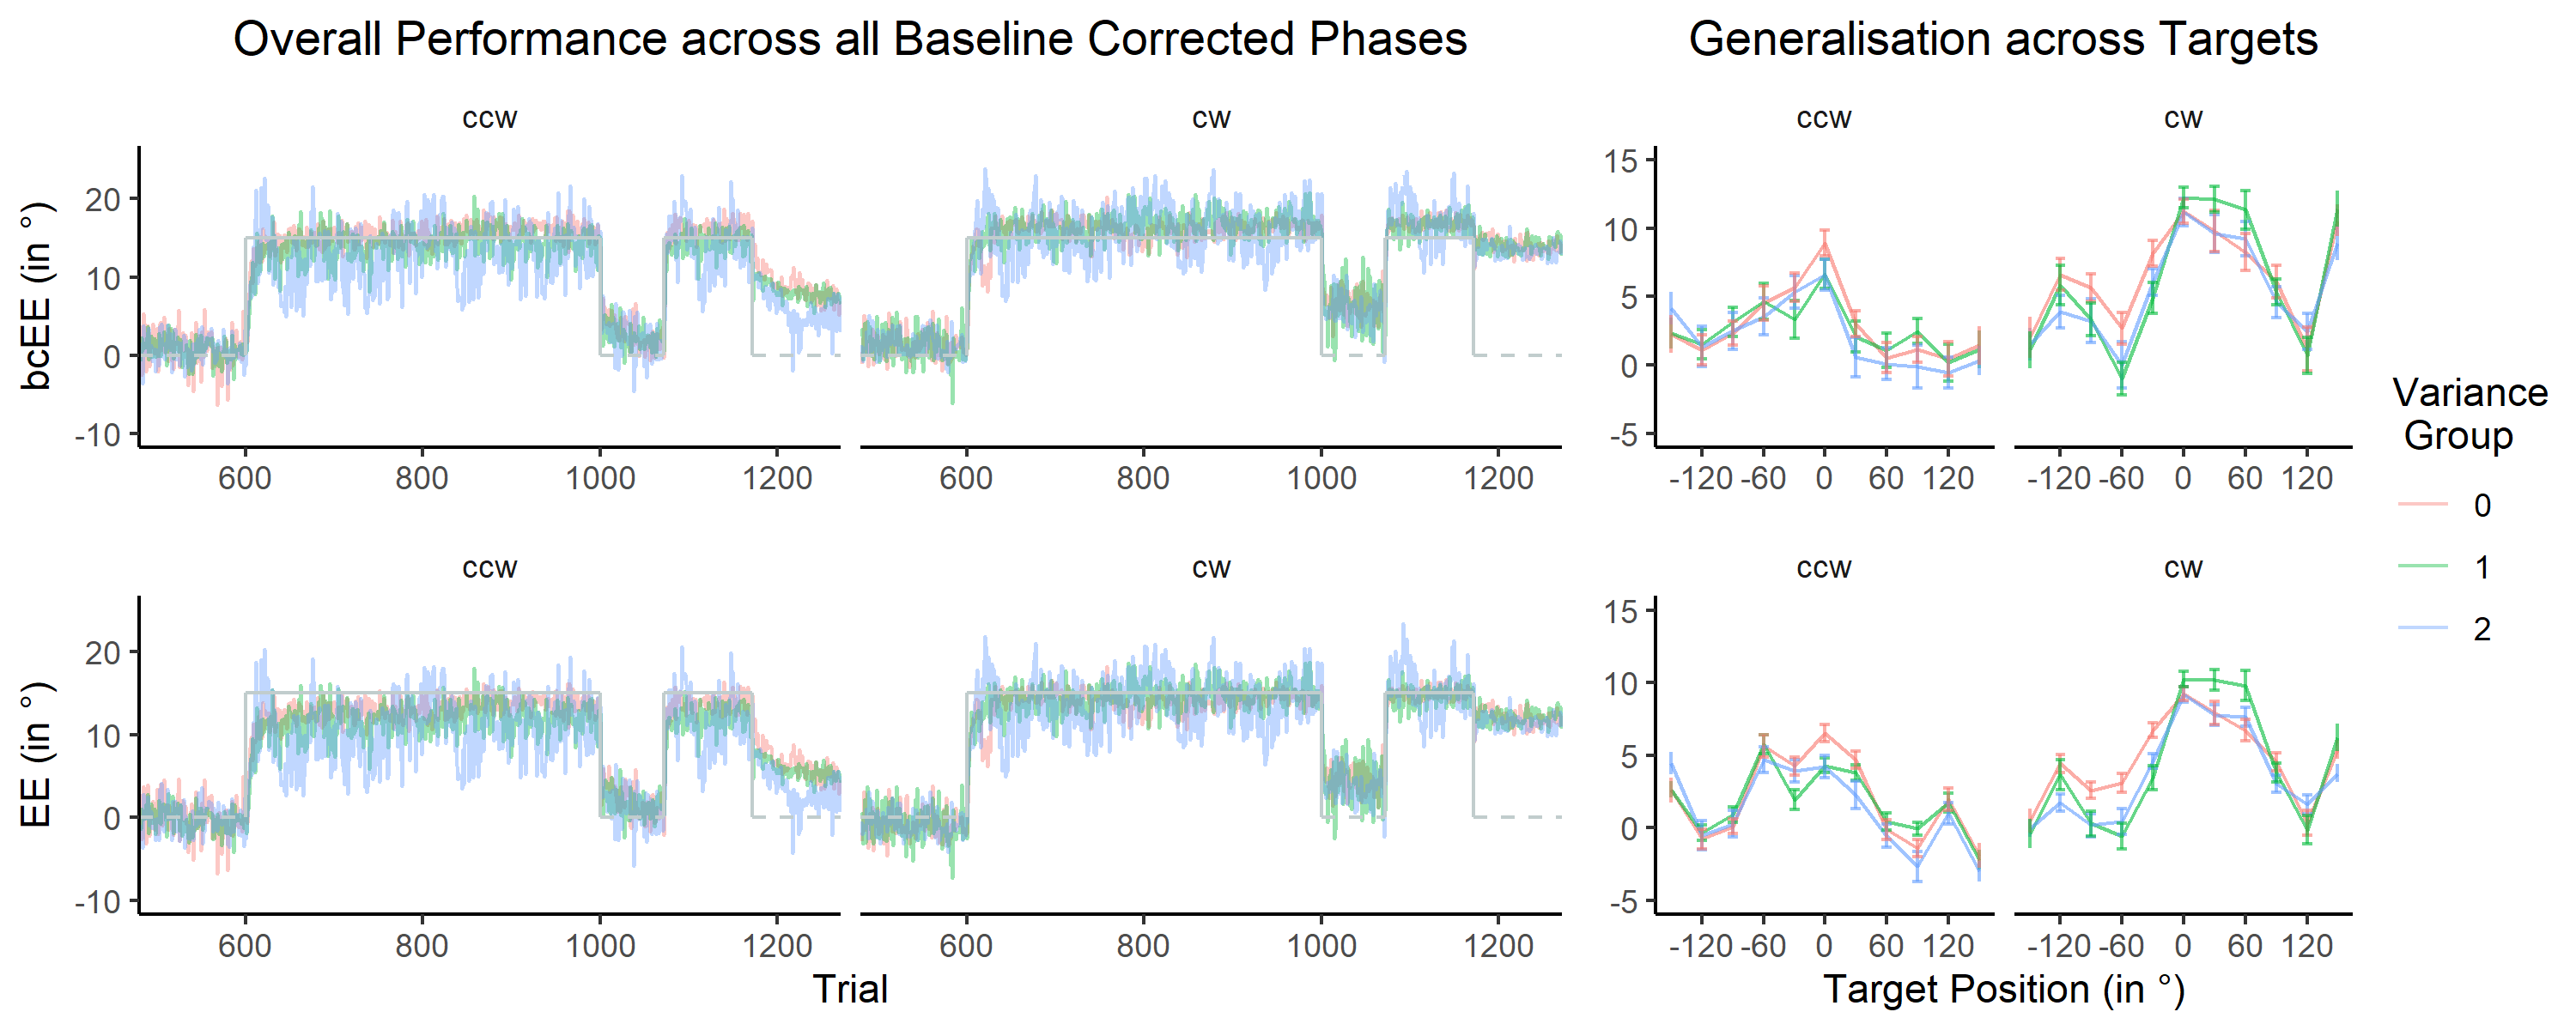 Overall Performance across all Baseline Corrected Phases
Generalisation across Targets
ccw
cw
ccw
cw
bcEE (in °)
20
10
0
-10
600 800 1000 1200
600 800 1000 1200
15
10
5
0
-5
-120 -60 0 60 120
-120 -60 0 60 120
Variance
Group
0
1
2
ccw
cw
ccw
cw
EE (in °)
20
10
0
-10
600 800 1000 1200
600 800 1000 1200
Trial
15
10
5
0
-5
-120 -60 0 60 120
-120 -60 0 60 120
Target Position (in °)